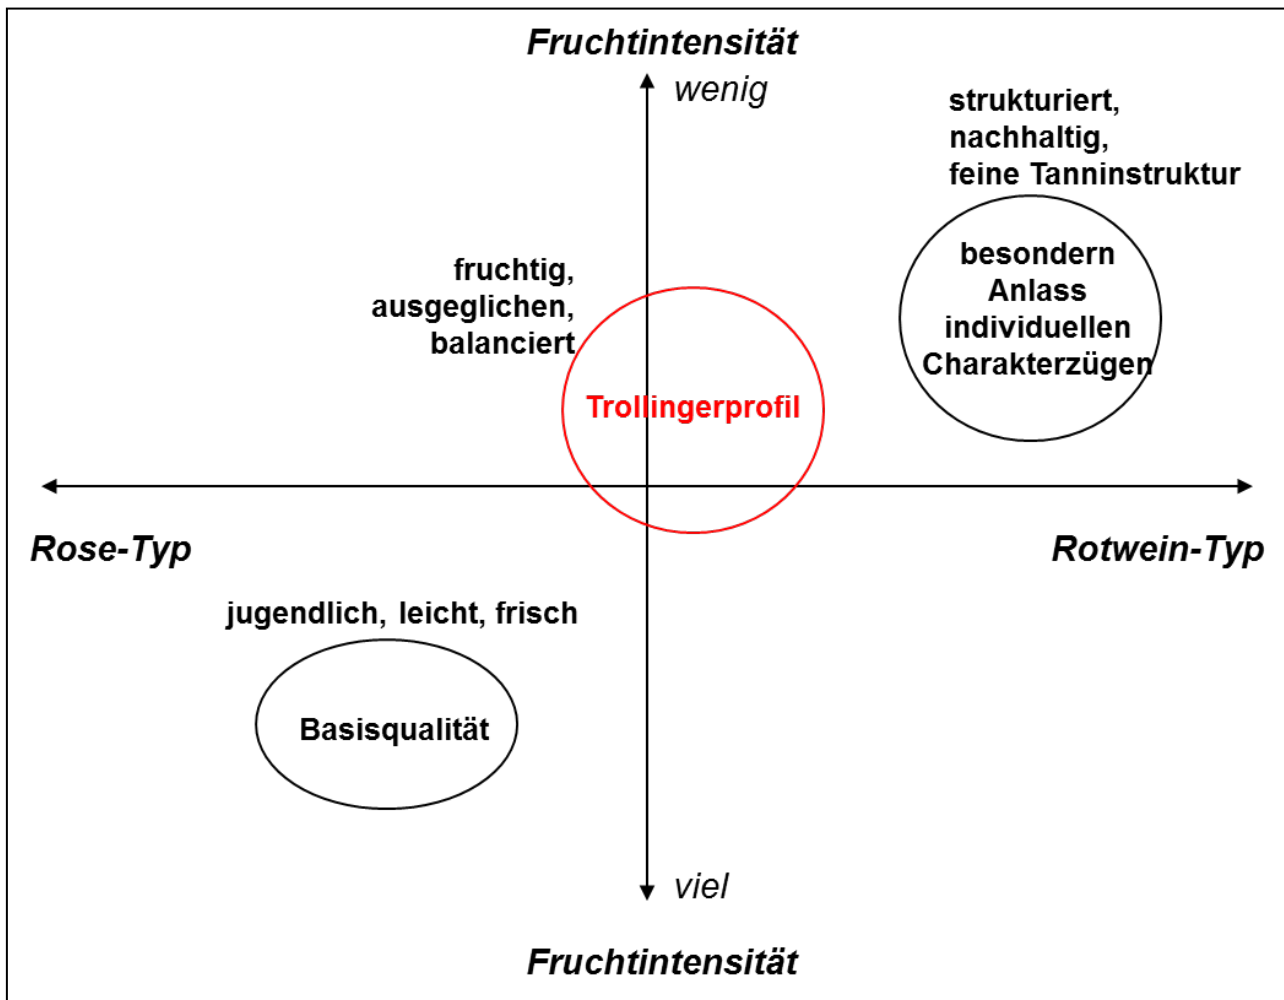 Fruchtintensität
wenig
strukturiert,
nachhaltig,
feine Tanninstruktur
besondern
Anlass
individuellen
Charakterzügen
fruchtig,
ausgeglichen,
balanciert
Trollingerprofil
Rose-Typ
Rotwein-Typ
jugendlich, leicht, frisch
Basisqualität
viel
Fruchtintensität